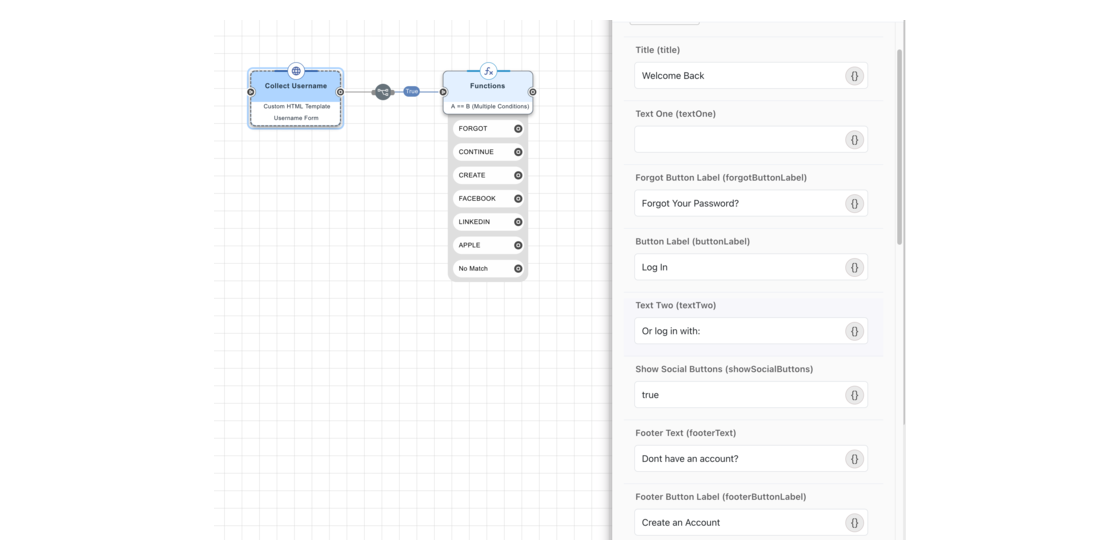 Collect Username
Custom HTML Template
Username Form
True
Functions
A == B (Multiple Conditions)
FORGOT
CONTINUE
CREATE
FACEBOOK
LINKEDIN
APPLE
No Match
Title (title)
Welcome Back
{}
Text One (textOne)
{}
Forgot Button Label (forgotButtonLabel)
Forgot Your Password?
{}
Button Label (buttonLabel)
Log In
{}
Text Two (textTwo)
Or log in with:
{}
Show Social Buttons (showSocialButtons)
true
{}
Footer Text (footerText)
Dont have an account?
{}
Footer Button Label (footerButtonLabel)
Create an Account
{}